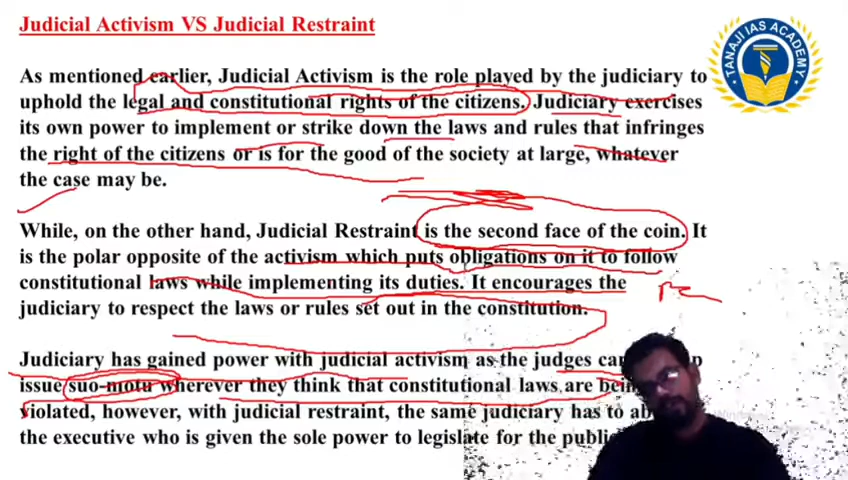 Judicial Activism VS Judicial Restraint
TANAJI IAS ACADEMY
As mentioned earlier, Judicial Activism is the role played by the judiciary to
uphold the legal and constitutional rights of the citizens. Judiciary exercises
its own power to implement or strike down the laws and rules that infringes
the right of the citizens or is for the good of the society at large, whatever
the case may be.
While, on the other hand, Judicial Restraint is the second face of the coin. It
is the polar opposite of the activism which puts obligations on it to follow
constitutional laws while implementing its duties. It encourages the
judiciary to respect the laws or rules set out in the constitution.
Judiciary has gained power with judicial activism as the judges can
issue suo-motu wherever they think that constitutional laws are being
violated, however, with judicial restraint, the same judiciary has to
the executive who is given the sole power to legislate for the public